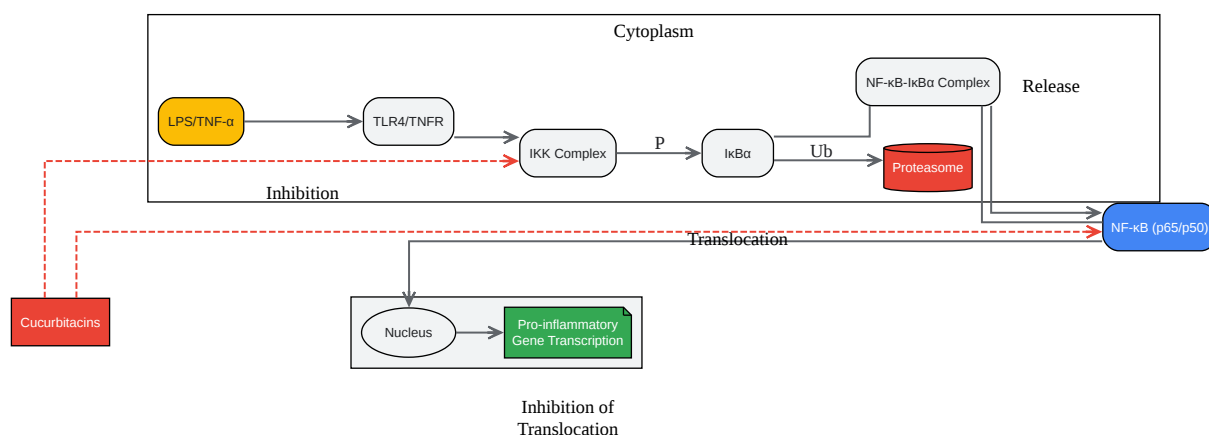 Cytoplasm
NF-κB-IκBα Complex
Release
LPS/TNF-α
TLR4/TNFR
IKK Complex
P
IκBα
Ub
Proteasome
Inhibition
NF-κB (p65/p50)
Translocation
Cucurbitacins
Nucleus
Pro-inflammatory
Gene Transcription
Inhibition of
Translocation